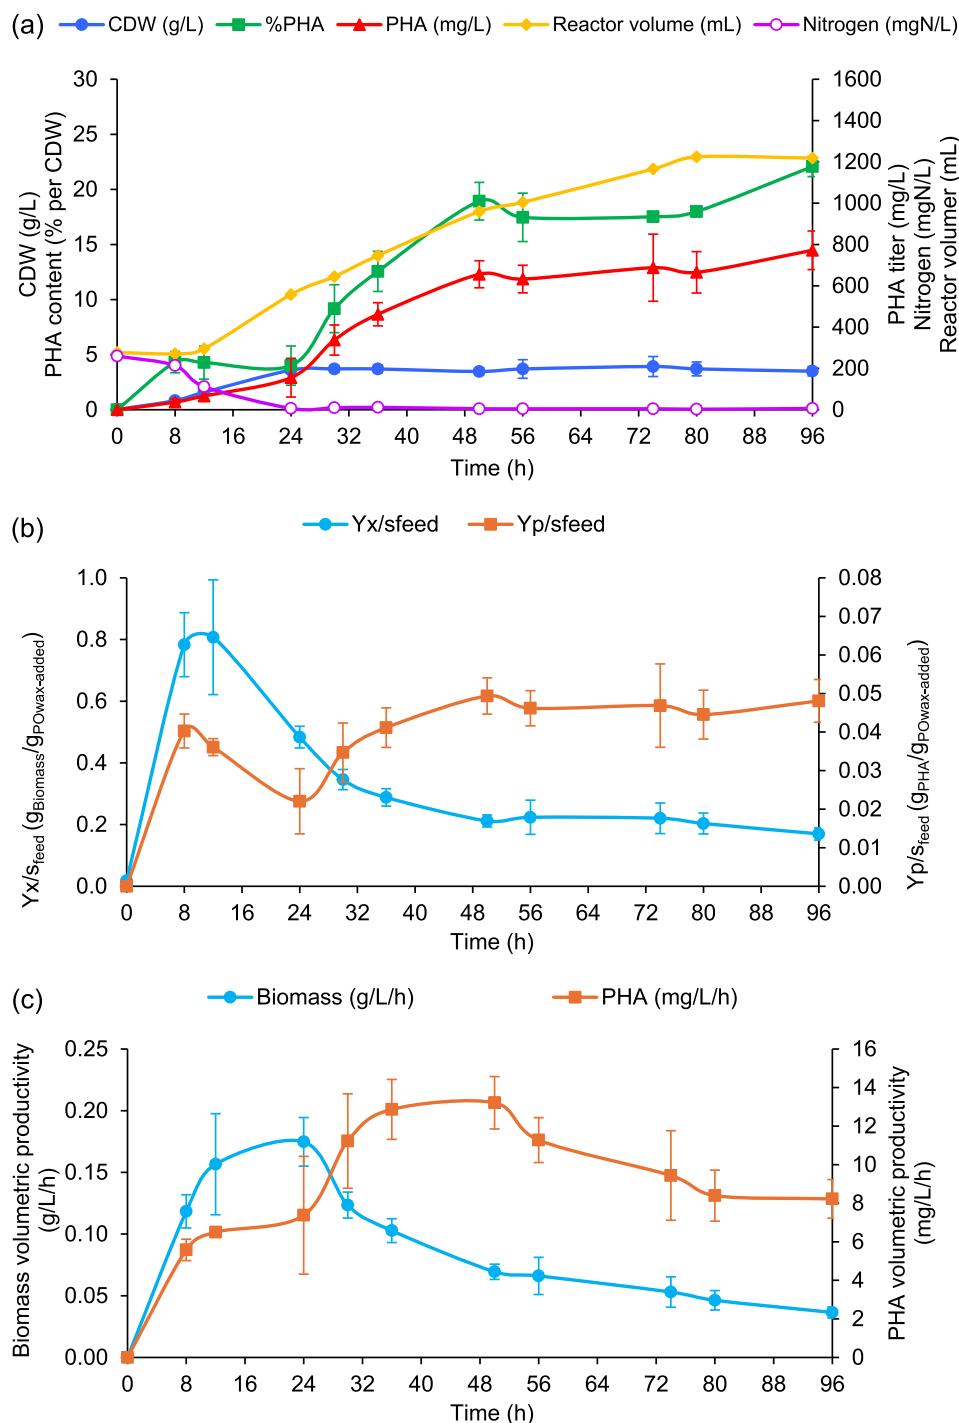 (a)
CDW (g/L) %PHA PHA (mg/L) Reactor volume (mL) Nitrogen (mgN/L)
30 25 20 15 10 5 0
CDW (g/L)
PHA content (% per CDW)
1600 1400 1200 1000 800 600 400 200 0
PHA titer (mg/L)
Nitrogen (mgN/L)
Reactor volumer (mL)
0 8 16 24 32 40 48 56 64 72 80 88 96
Time (h)
(b)
Yx/sfeed Yp/sfeed
1.0 0.8 0.6 0.4 0.2 0.0
Yx/sfeed (gBiomass/gPOwax-added)
0.08 0.07 0.06 0.05 0.04 0.03 0.02 0.01 0.00
Yp/sfeed (gPHA/gPOwax-added)
0 8 16 24 32 40 48 56 64 72 80 88 96
Time (h)
(c)
Biomass (g/L/h) PHA (mg/L/h)
0.25 0.20 0.15 0.10 0.05 0.00
Biomass volumetric productivity
(g/L/h)
16 14 12 10 8 6 4 2 0
PHA volumetric productivity
(mg/L/h)
0 8 16 24 32 40 48 56 64 72 80 88 96
Time (h)